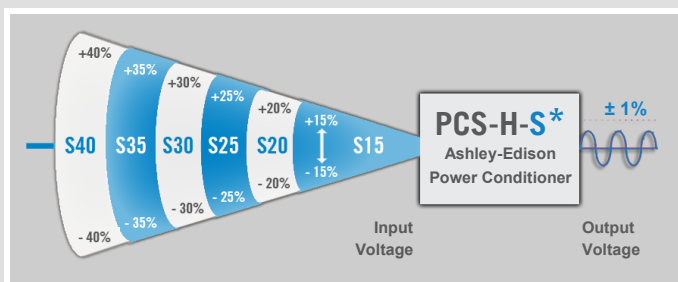 +40%
+35%
+30%
+25%
+20%
+15%
S40 S35 S30 S25 S20 S15
- 15%
- 20%
- 25%
- 30%
- 35%
- 40%
PCS-H-S*
Ashley-Edison
Power Conditioner
± 1%
Input
Voltage
Output
Voltage